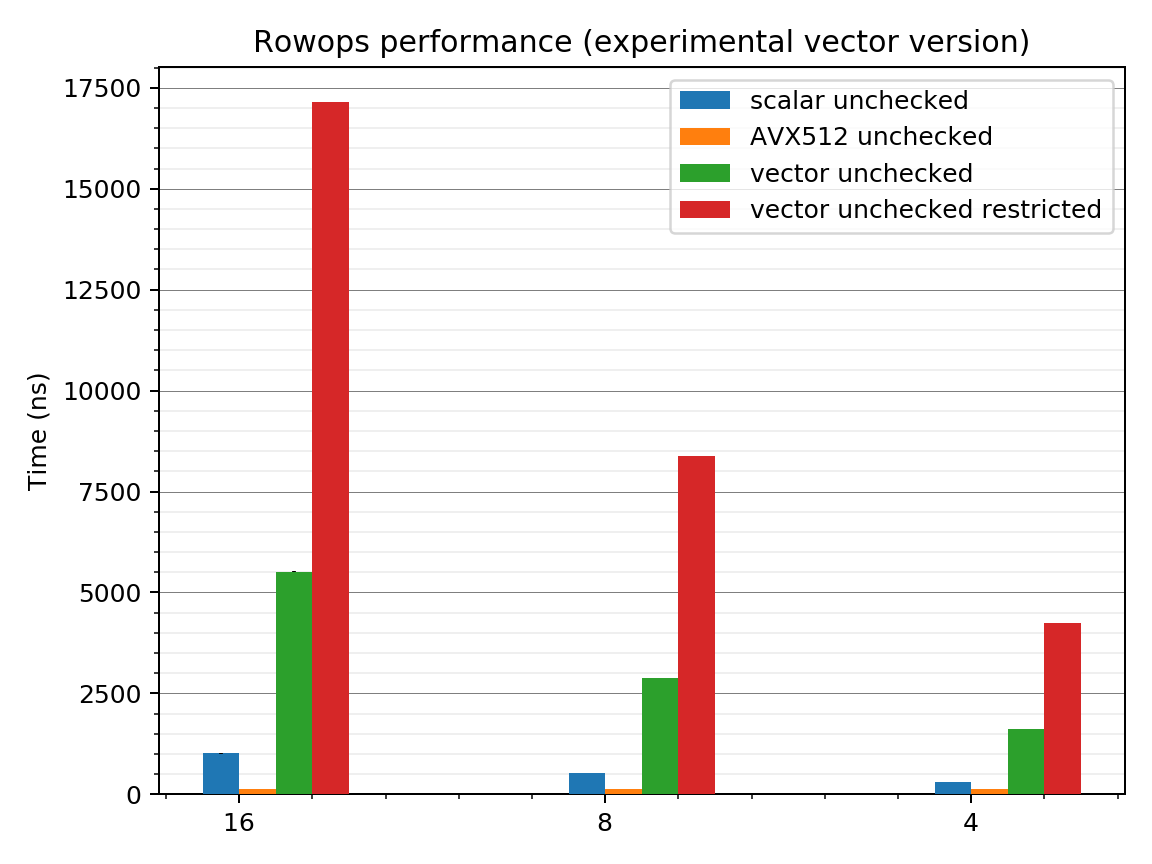 Rowops performance (experimental vector version)
17500
15000
12500
10000
7500
5000
2500
0
Time (ns)
scalar unchecked
AVX512 unchecked
vector unchecked
vector unchecked restricted
16
8
4